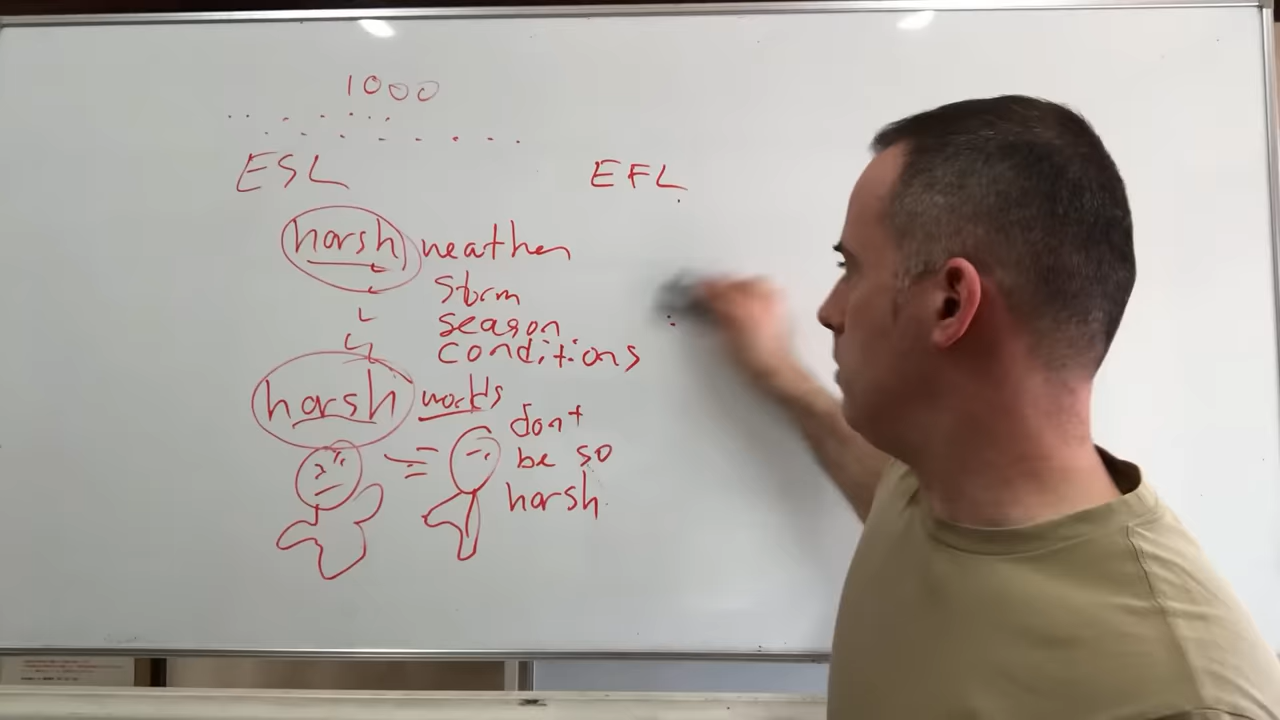 1000
ESL EFL
harsh weather
storm
season
conditions
harsh words
don't
be so
harsh